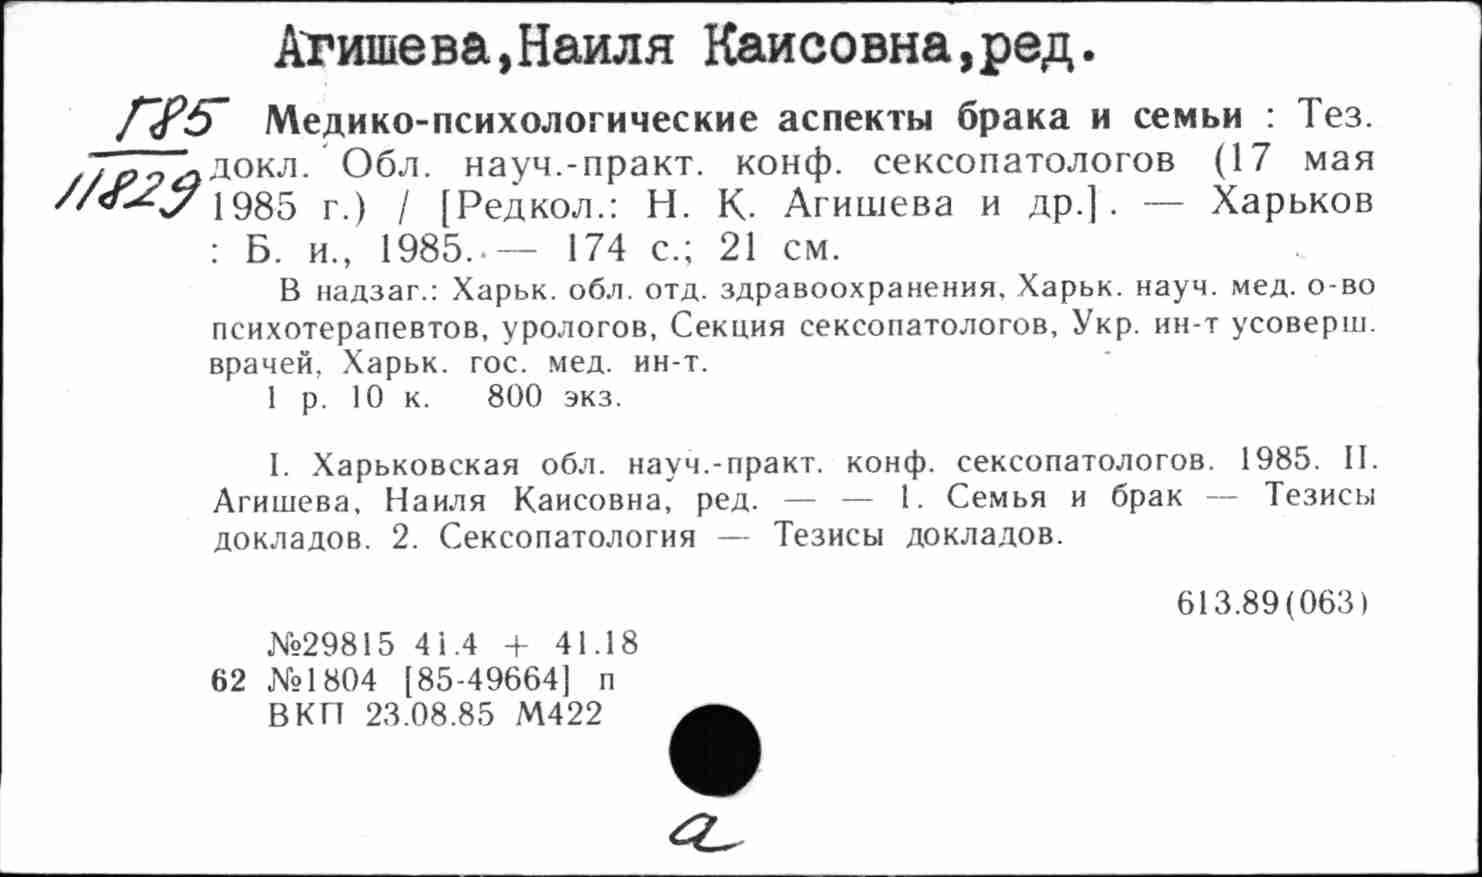 Агишева,Наиля Каисовна,ред.
Г85
11829
Медико-психологические аспекты брака и семьи : Тез.
докл. Обл. науч.-практ. конф. сексопатологов (17 мая
1985 г.) / [Редкол.: Н. К. Агишева и др.]. — Харьков
: Б. и., 1985. — 174 с.; 21 см.
В надзаг.: Харьк. обл. отд. здравоохранения, Харьк. науч. мед. о-во
психотерапевтов, урологов, Секция сексопатологов, Укр. ин-т усоверш.
врачей, Харьк. гос. мед. ин-т.
1 р. 10 к. 800 экз.
I. Харьковская обл. науч.-практ. конф. сексопатологов. 1985. II.
Агишева, Наиля Каисовна, ред. — — 1. Семья и брак — Тезисы
докладов. 2. Сексопатология — Тезисы докладов.
613.89(063)
№29815 41.4 + 41.18
62 №1804 [85-49664] п
ВКП 23.08.85 М422
а